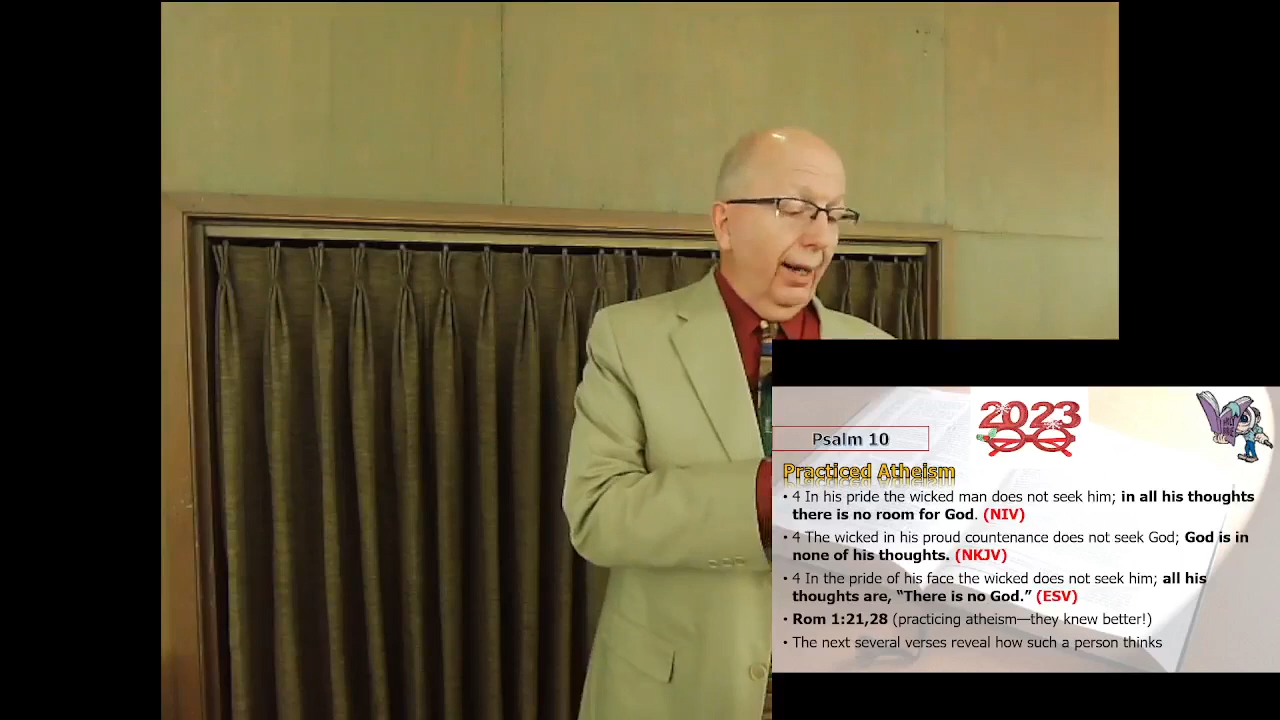 2023
Psalm 10
Practiced Atheism
• 4 In his pride the wicked man does not seek him; in all his thoughts
there is no room for God. (NIV)
• 4 The wicked in his proud countenance does not seek God; God is in
none of his thoughts. (NKJV)
• 4 In the pride of his face the wicked does not seek him; all his
thoughts are, “There is no God.” (ESV)
• Rom 1:21,28 (practicing atheism—they knew better!)
• The next several verses reveal how such a person thinks